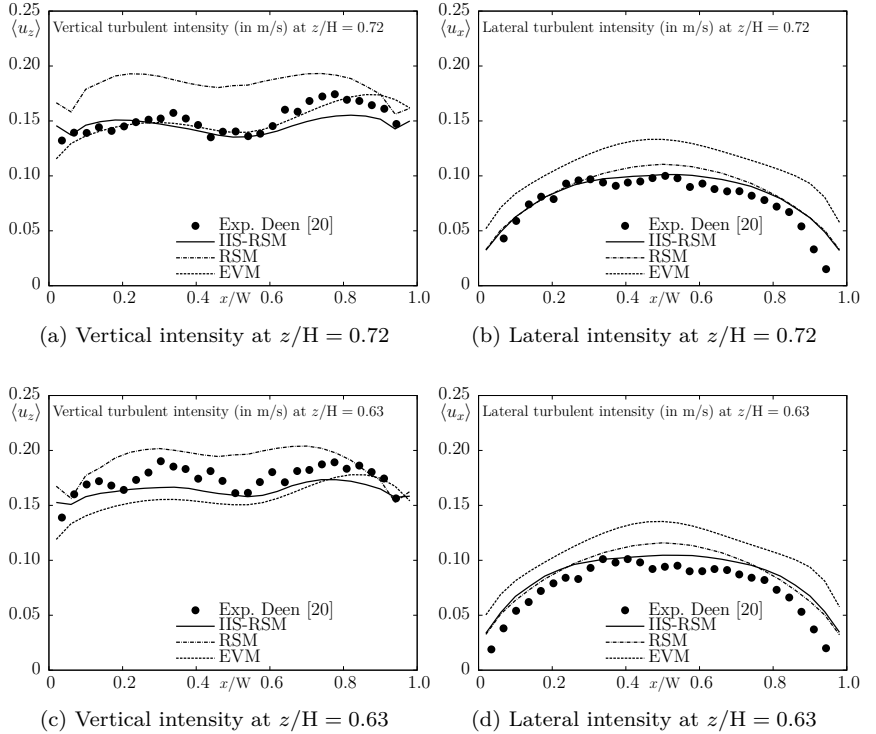 0.25
⟨u_z⟩ Vertical turbulent intensity (in m/s) at z/H = 0.72
0.20
0.15
0.10
0.05
0
Exp. Deen [20]
IIS-RSM
RSM
EVM
0 0.2 0.4 x/W 0.6 0.8 1.0
(a) Vertical intensity at z/H = 0.72
0.25
⟨u_x⟩ Lateral turbulent intensity (in m/s) at z/H = 0.72
0.20
0.15
0.10
0.05
0
Exp. Deen [20]
IIS-RSM
RSM
EVM
0 0.2 0.4 x/W 0.6 0.8 1.0
(b) Lateral intensity at z/H = 0.72
0.25
⟨u_z⟩ Vertical turbulent intensity (in m/s) at z/H = 0.63
0.20
0.15
0.10
0.05
0
Exp. Deen [20]
IIS-RSM
RSM
EVM
0 0.2 0.4 x/W 0.6 0.8 1.0
(c) Vertical intensity at z/H = 0.63
0.25
⟨u_x⟩ Lateral turbulent intensity (in m/s) at z/H = 0.63
0.20
0.15
0.10
0.05
0
Exp. Deen [20]
IIS-RSM
RSM
EVM
0 0.2 0.4 x/W 0.6 0.8 1.0
(d) Lateral intensity at z/H = 0.63